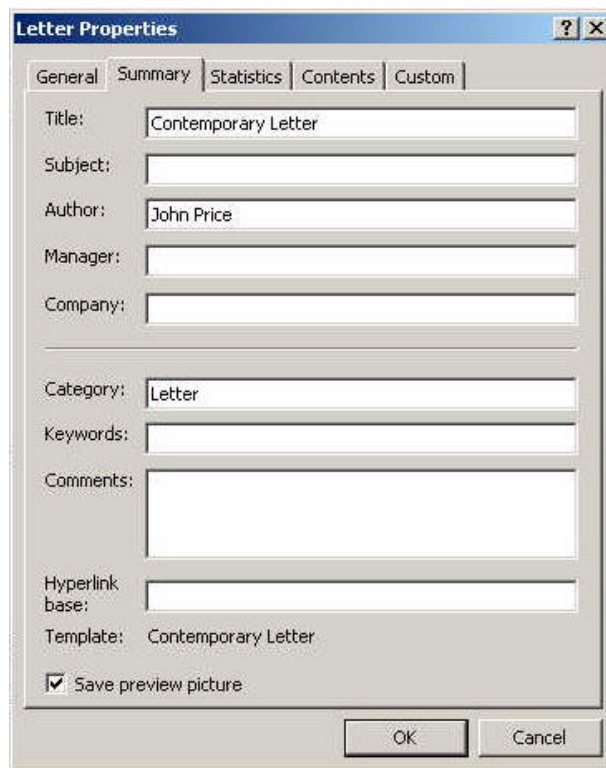 Letter Properties
General Summary Statistics Contents Custom
Title: Contemporary Letter
Subject:
Author: John Price
Manager:
Company:
Category: Letter
Keywords:
Comments:
Hyperlink
base:
Template: Contemporary Letter
Save preview picture
OK Cancel